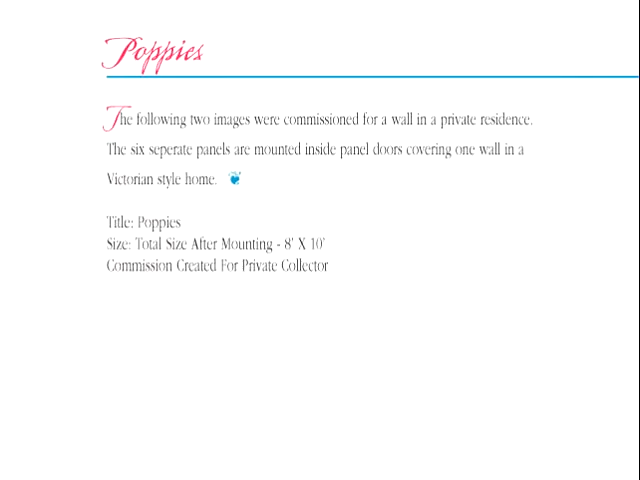 Poppies
The following two images were commissioned for a wall in a private residence.
The six seperate panels are mounted inside panel doors covering one wall in a
Victorian style home.
Title: Poppies
Size: Total Size After Mounting - 8' X 10'
Commission Created For Private Collector